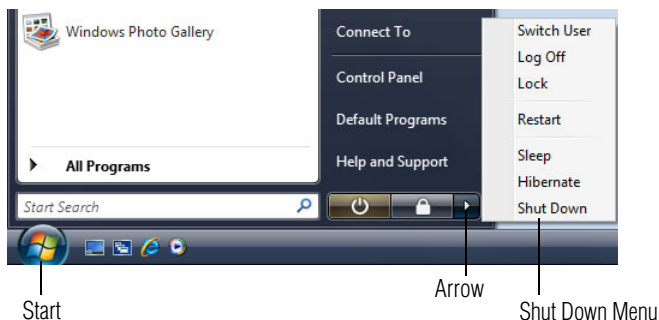 Windows Photo Gallery
All Programs
Start Search
Connect To
Control Panel
Default Programs
Help and Support
Switch User
Log Off
Lock
Restart
Sleep
Hibernate
Shut Down
Start
Arrow
Shut Down Menu